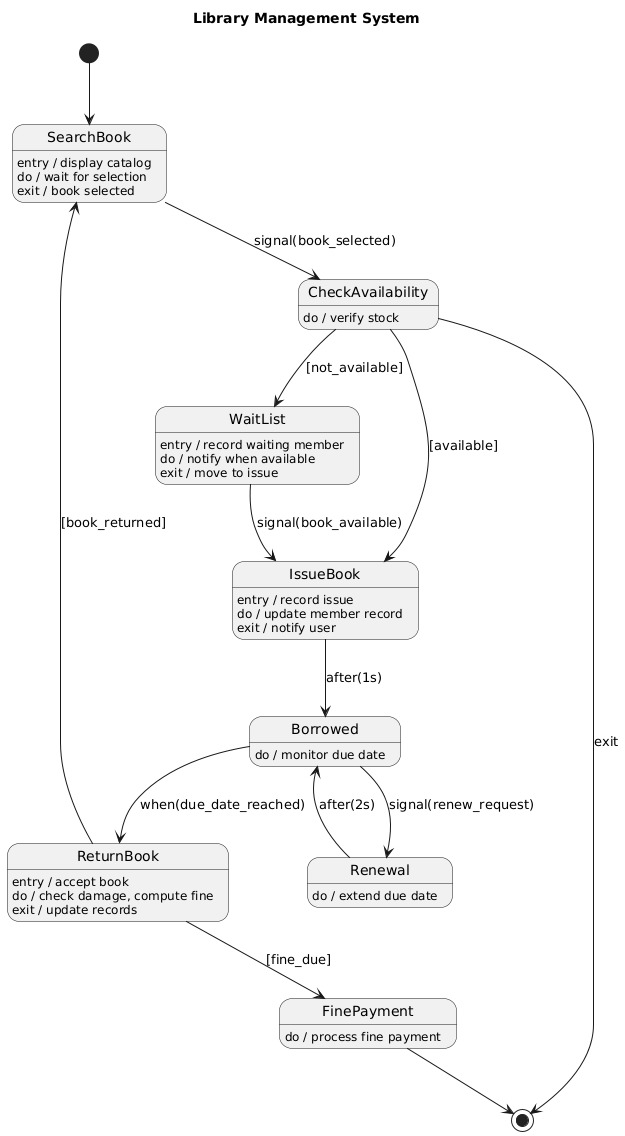 Library Management System
SearchBook
entry / display catalog
do / wait for selection
exit / book selected
signal(book_selected)
CheckAvailability
do / verify stock
[not_available]
WaitList
entry / record waiting member
do / notify when available
exit / move to issue
[available]
[book_returned]
signal(book_available)
IssueBook
entry / record issue
do / update member record
exit / notify user
after(1s)
Borrowed
do / monitor due date
exit
when(due_date_reached)
after(2s)
signal(renew_request)
ReturnBook
entry / accept book
do / check damage, compute fine
exit / update records
Renewal
do / extend due date
[fine_due]
FinePayment
do / process fine payment